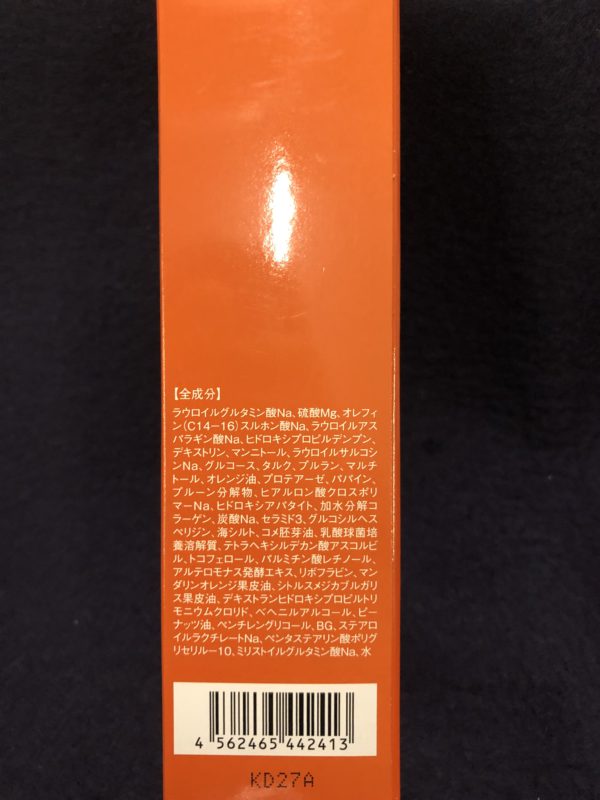 【全成分】
ラウロイルグルタミン酸Na、硫酸Mg、オレフィ
ン(C14－16)スルホン酸Na、ラウロイルアス
パラギン酸Na、ヒドロキシプロピルデンプン、
デキストリン、マンニトール、ラウロイルサルコシ
ンNa、グルコース、タルク、プルラン、マルチ
トール、オレンジ油、プロテアーゼ、パパイン、
プルーン分解物、ヒアルロン酸クロスポリ
マーNa、ヒドロキシアパタイト、加水分解コ
ラーゲン、炭酸Na、セラミド3、グルコシルヘス
ペリジン、海シルト、コメ胚芽油、乳酸球菌培
養溶解質、テトラヘキシルデカン酸アスコルビ
ル、トコフェロール、パルミチン酸レチノール、
アルテロモナス発酵エキス、リボフラビン、マン
ダリンオレンジ果皮油、シトルスメジカブルガリ
ス果皮油、デキストランヒドロキシプロピルトリ
モニウムクロリド、ベヘニルアルコール、ピー
ナッツ油、ペンチレングリコール、BG、ステアロ
イルラクチレートNa、ペンタステアリン酸ポリグ
リセリル－10、ミリストイルグルタミン酸Na、水
4 562465 442413
KD27A